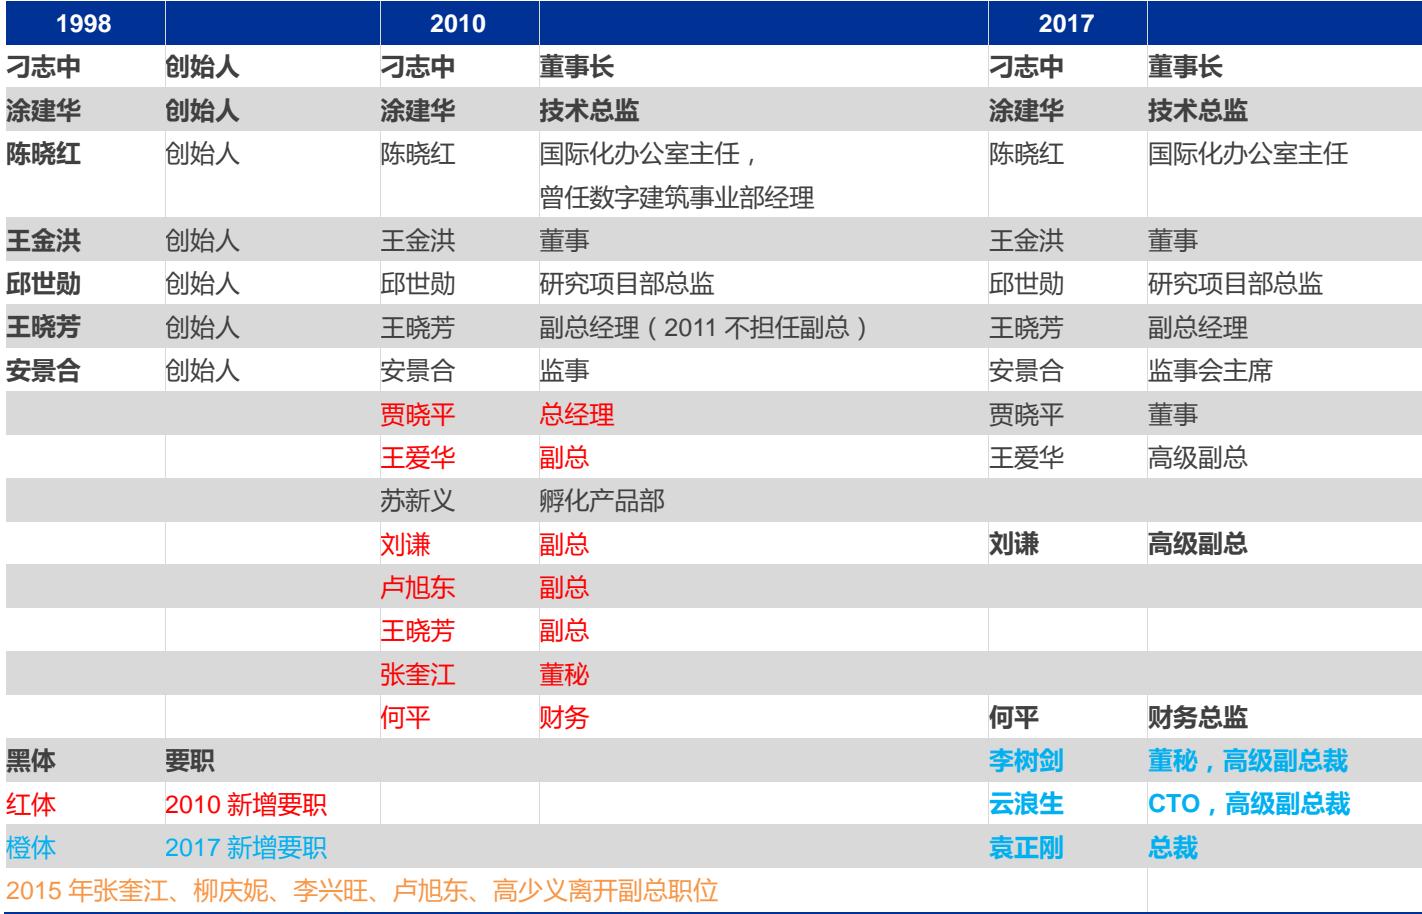 1998 2010 2017
刁志中 创始人 刁志中 董事长 刁志中 董事长
涂建华 创始人 涂建华 技术总监 涂建华 技术总监
陈晓红 创始人 陈晓红 国际化办公室主任， 陈晓红 国际化办公室主任
曾任数字建筑事业部经理
王金洪 创始人 王金洪 董事 王金洪 董事
邱世勋 创始人 邱世勋 研究项目部总监 邱世勋 研究项目部总监
王晓芳 创始人 王晓芳 副总经理（2011 不担任副总） 王晓芳 副总经理
安景合 创始人 安景合 监事 安景合 监事会主席
贾晓平 总经理 贾晓平 董事
王爱华 副总 王爱华 高级副总
苏新义 孵化产品部
刘谦 副总 刘谦 高级副总
卢旭东 副总
王晓芳 副总
张奎江 董秘
何平 财务 何平 财务总监
黑体 要职 李树剑 董秘，高级副总裁
红体 2010 新增要职 云浪生 CTO，高级副总裁
橙体 2017 新增要职 袁正刚 总裁
2015 年张奎江、柳庆妮、李兴旺、卢旭东、高少义离开副总职位